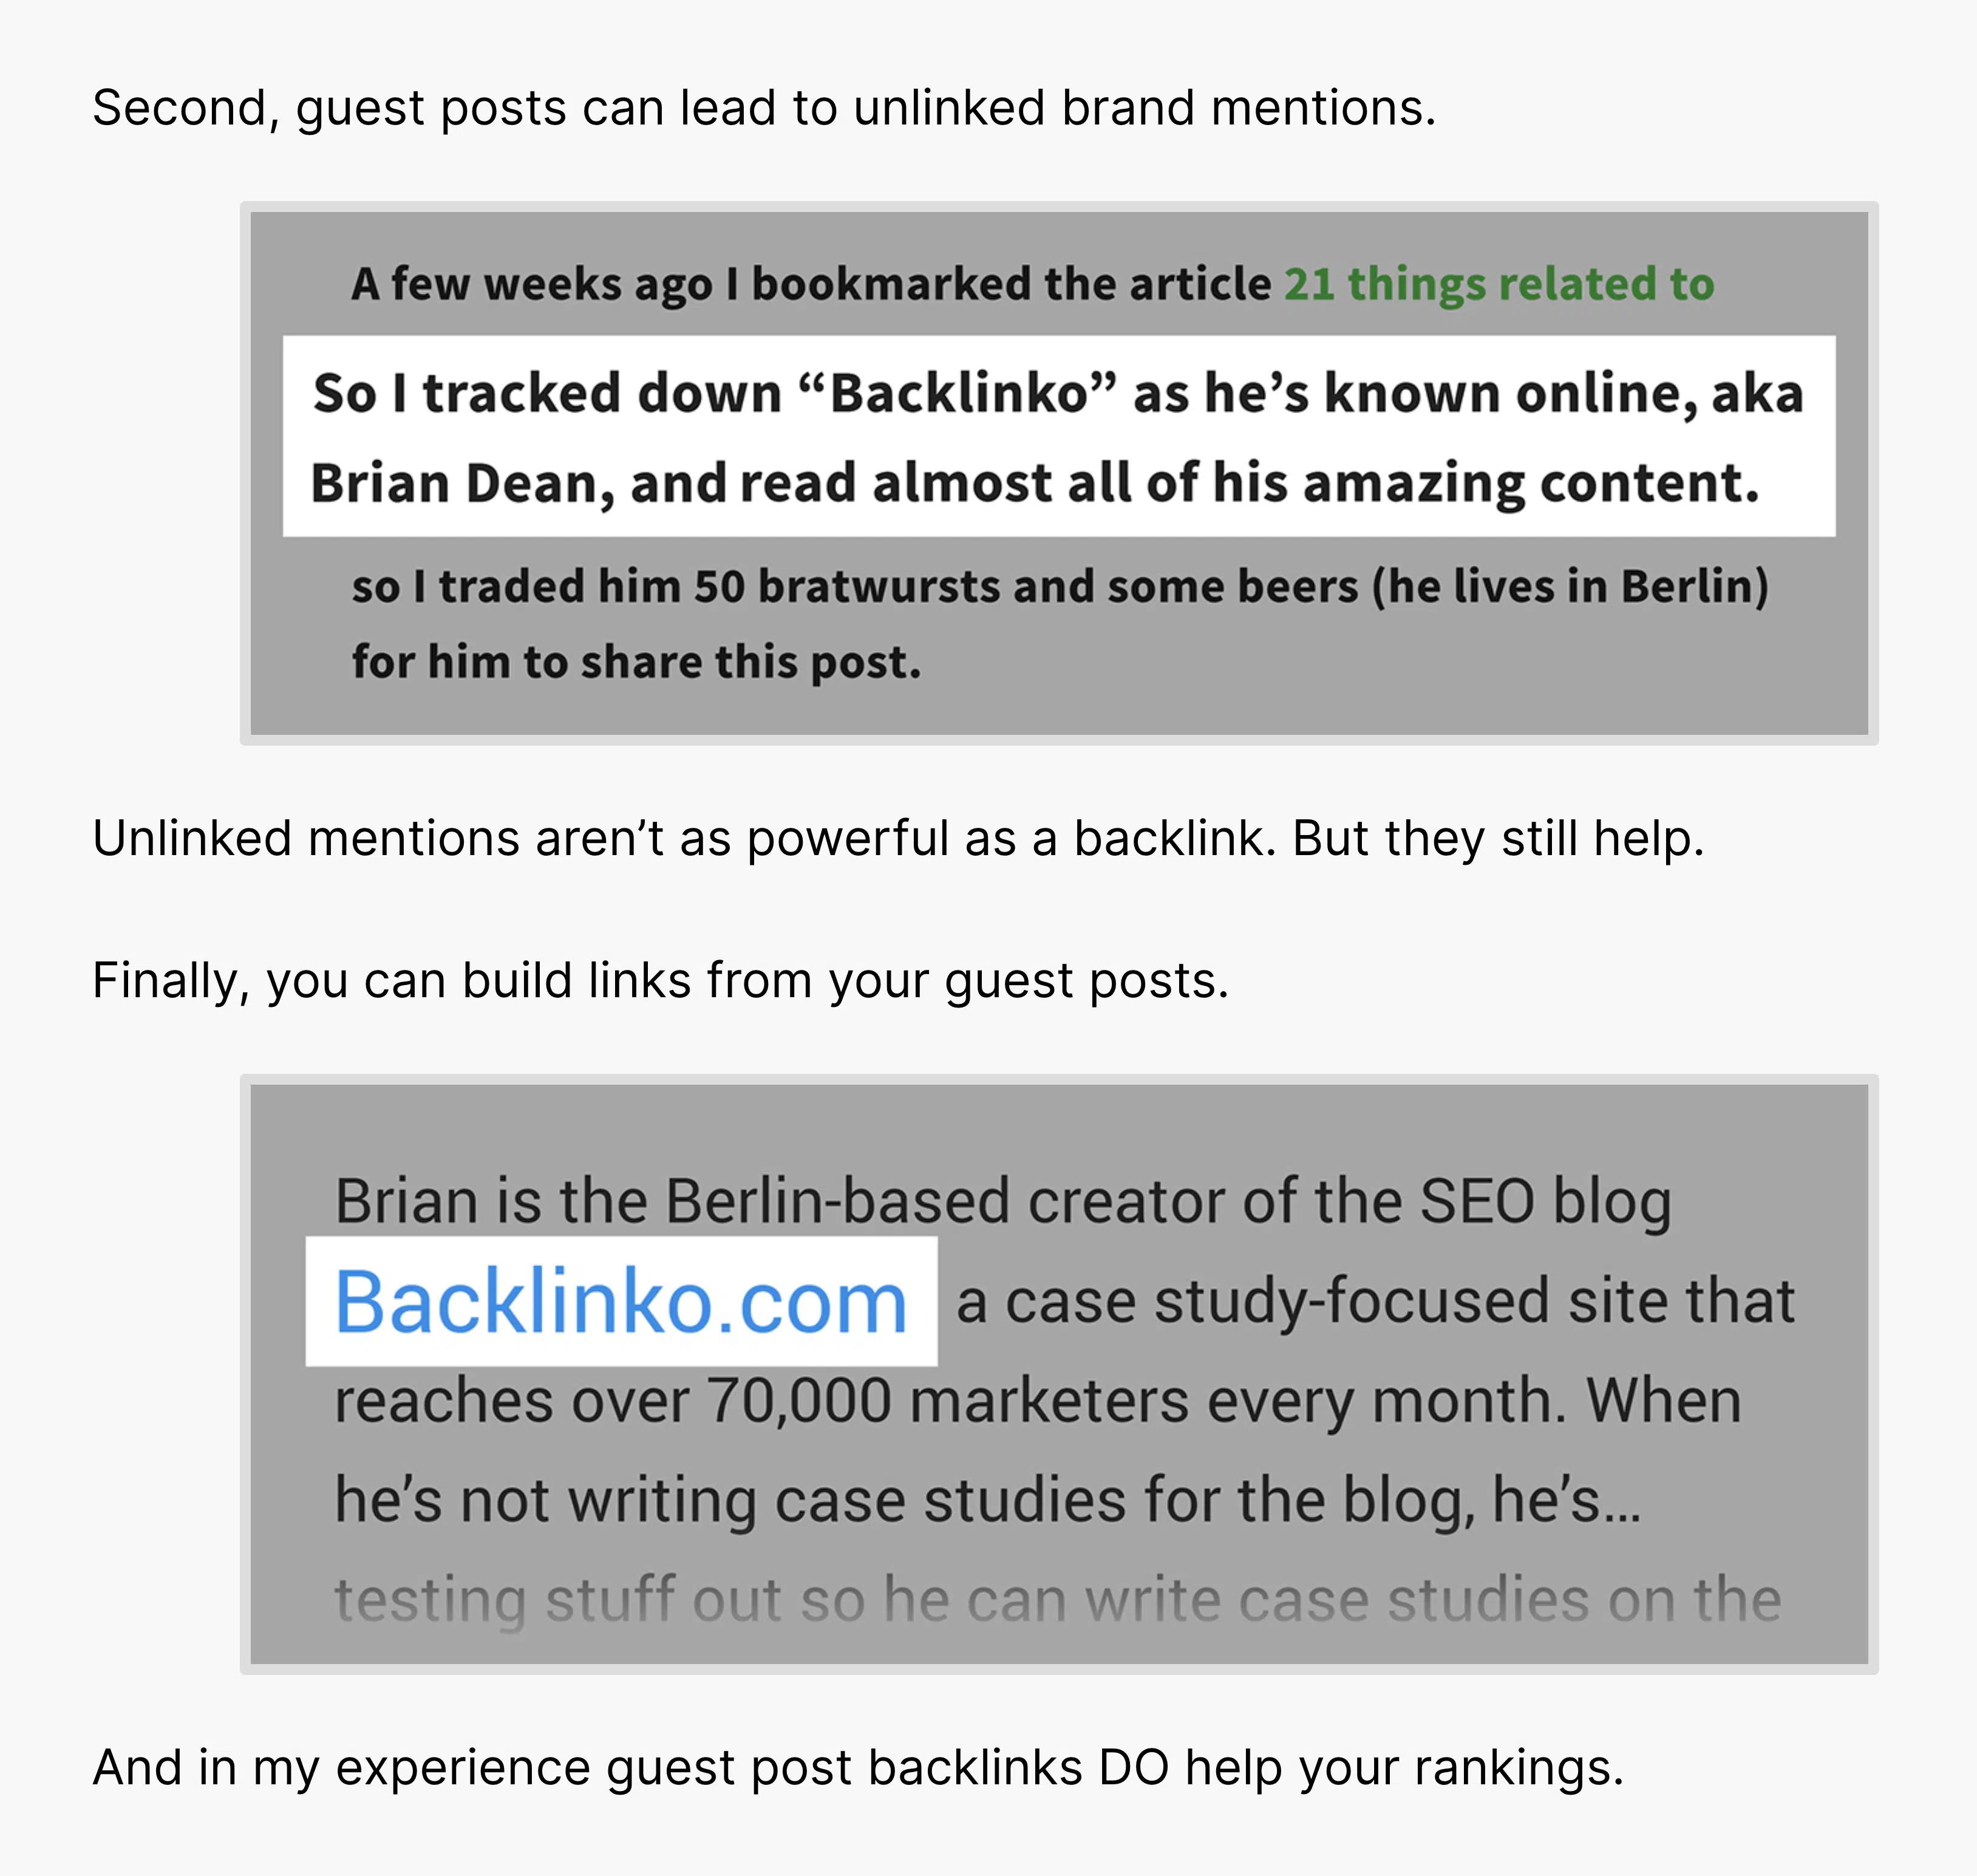 Second, guest posts can lead to unlinked brand mentions.
A few weeks ago I bookmarked the article 21 things related to
So I tracked down “Backlinko” as he’s known online, aka
Brian Dean, and read almost all of his amazing content.
so I traded him 50 bratwursts and some beers (he lives in Berlin)
for him to share this post.
Unlinked mentions aren’t as powerful as a backlink. But they still help.
Finally, you can build links from your guest posts.
Brian is the Berlin-based creator of the SEO blog
Backlinko.com a case study-focused site that
reaches over 70,000 marketers every month. When
he’s not writing case studies for the blog, he’s...
testing stuff out so he can write case studies on the
And in my experience guest post backlinks DO help your rankings.